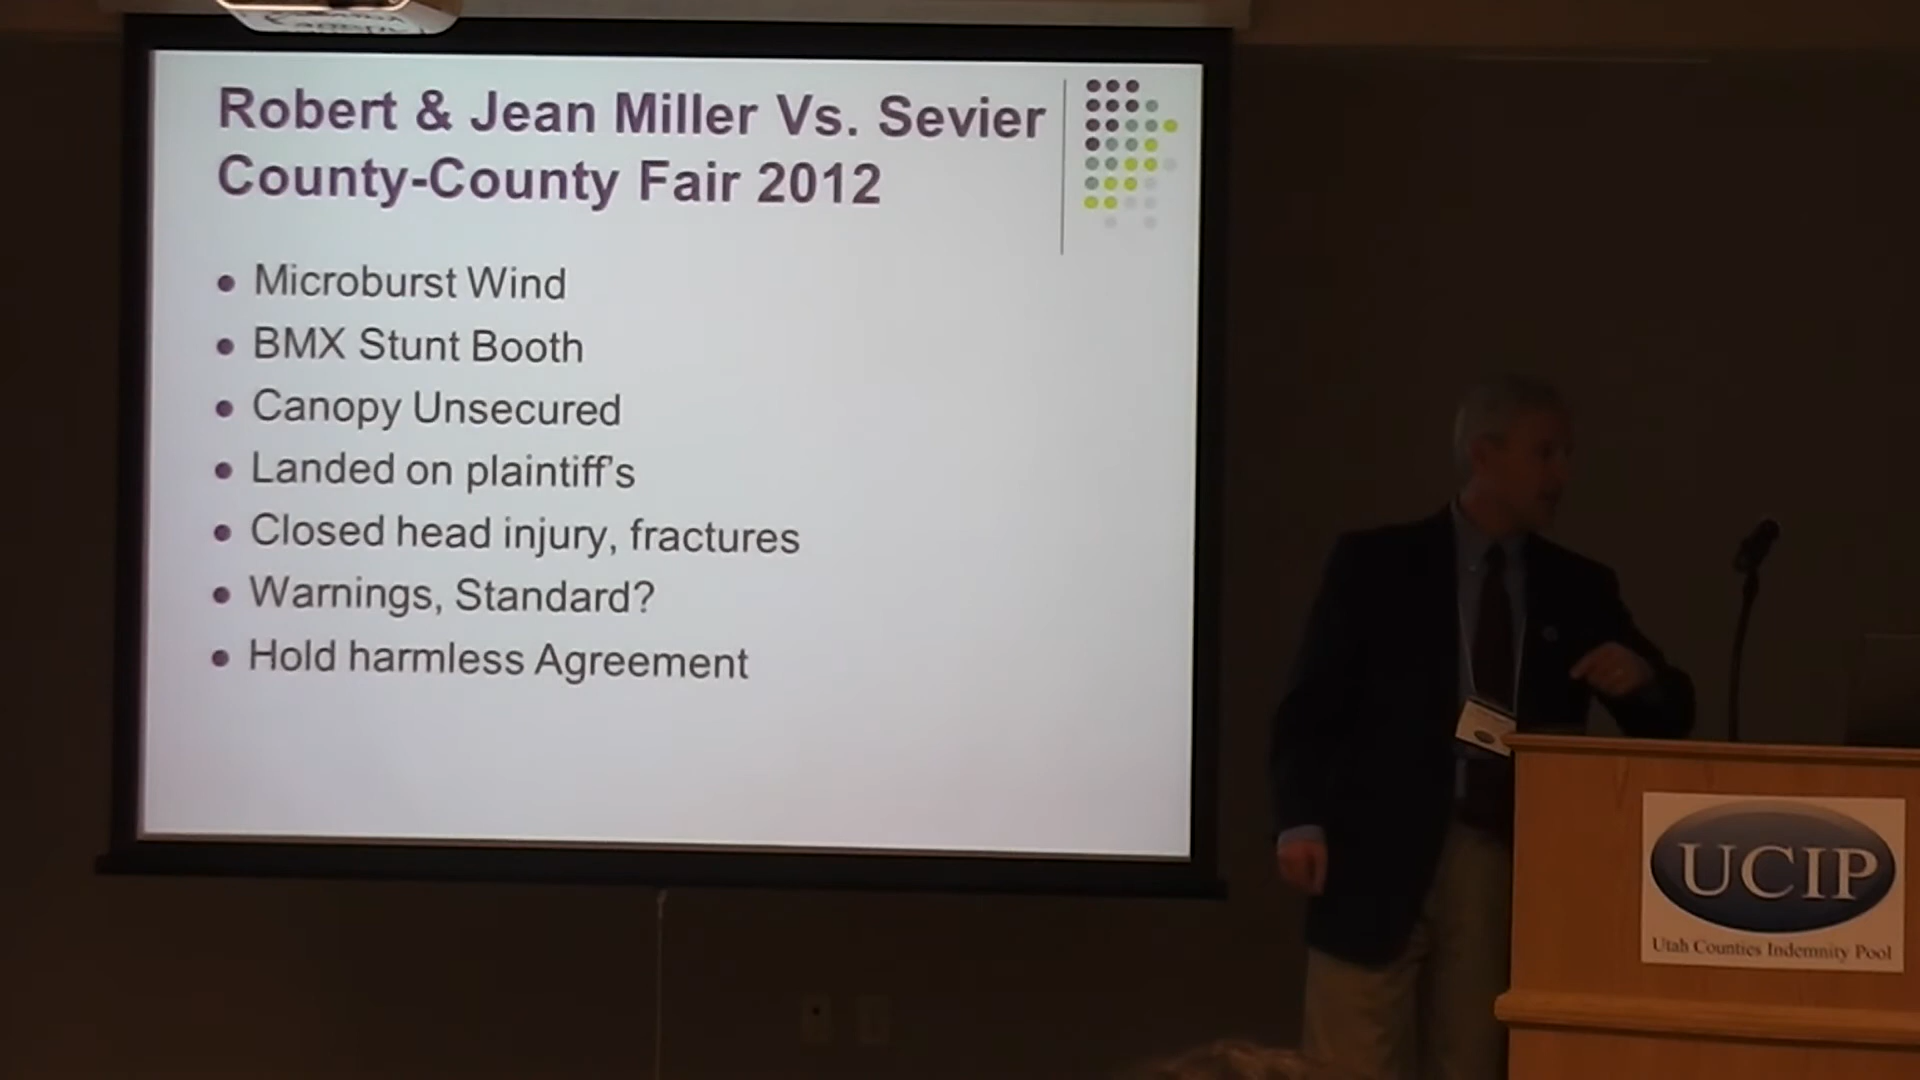 Robert & Jean Miller Vs. Sevier
County-County Fair 2012
Microburst Wind
BMX Stunt Booth
Canopy Unsecured
Landed on plaintiff's
Closed head injury, fractures
Warnings, Standard?
Hold harmless Agreement
UCIP
Utah Counties Indemnity Pool